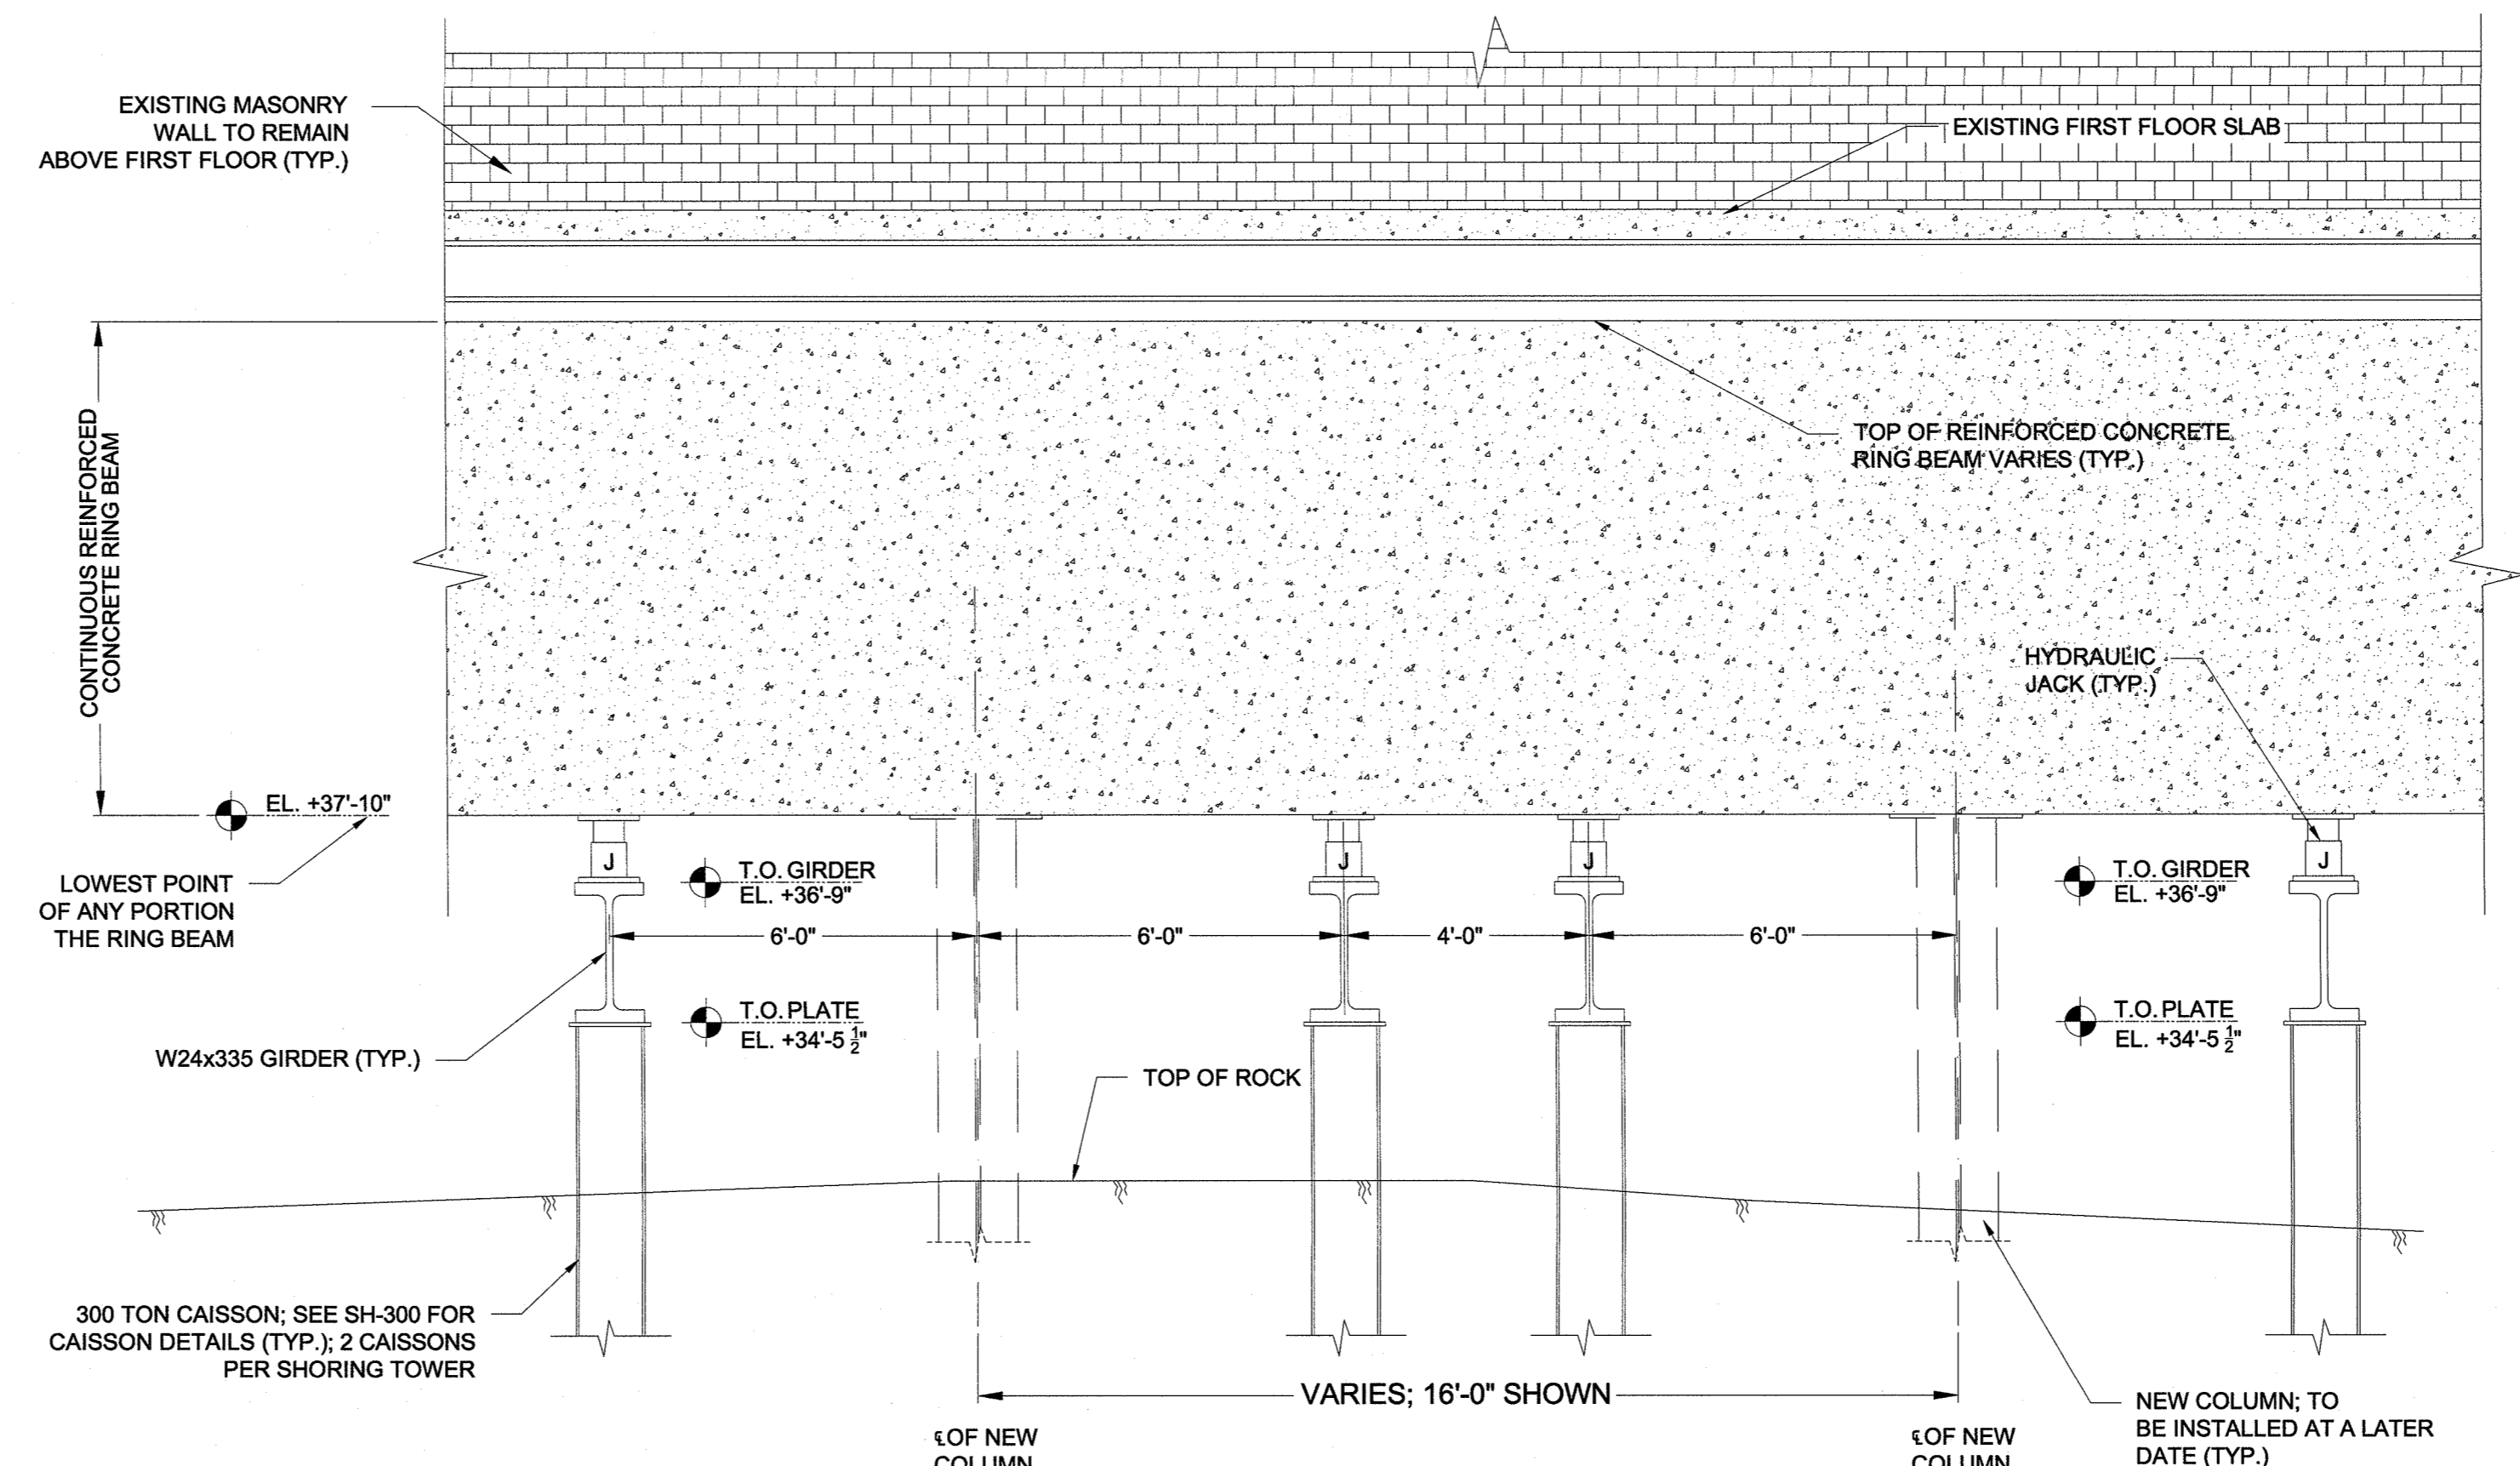 EXISTING MASONRY
WALL TO REMAIN
ABOVE FIRST FLOOR (TYP.)
EXISTING FIRST FLOOR SLAB
CONTINUOUS REINFORCED
CONCRETE RING BEAM
TOP OF REINFORCED CONCRETE
RING BEAM VARIES (TYP.)
HYDRAULIC
JACK (TYP.)
EL. +37'-10"
LOWEST POINT
OF ANY PORTION
THE RING BEAM
J
J
J
J
T.O. GIRDER
EL. +36'-9"
T.O. GIRDER
EL. +36'-9"
6'-0"
6'-0"
4'-0"
6'-0"
T.O. PLATE
EL. +34'-5 1/2"
T.O. PLATE
EL. +34'-5 1/2"
W24x335 GIRDER (TYP.)
TOP OF ROCK
300 TON CAISSON; SEE SH-300 FOR
CAISSON DETAILS (TYP.); 2 CAISSONS
PER SHORING TOWER
VARIES; 16'-0" SHOWN
℄ OF NEW
COLUMN
℄ OF NEW
COLUMN
NEW COLUMN; TO
BE INSTALLED AT A LATER
DATE (TYP.)